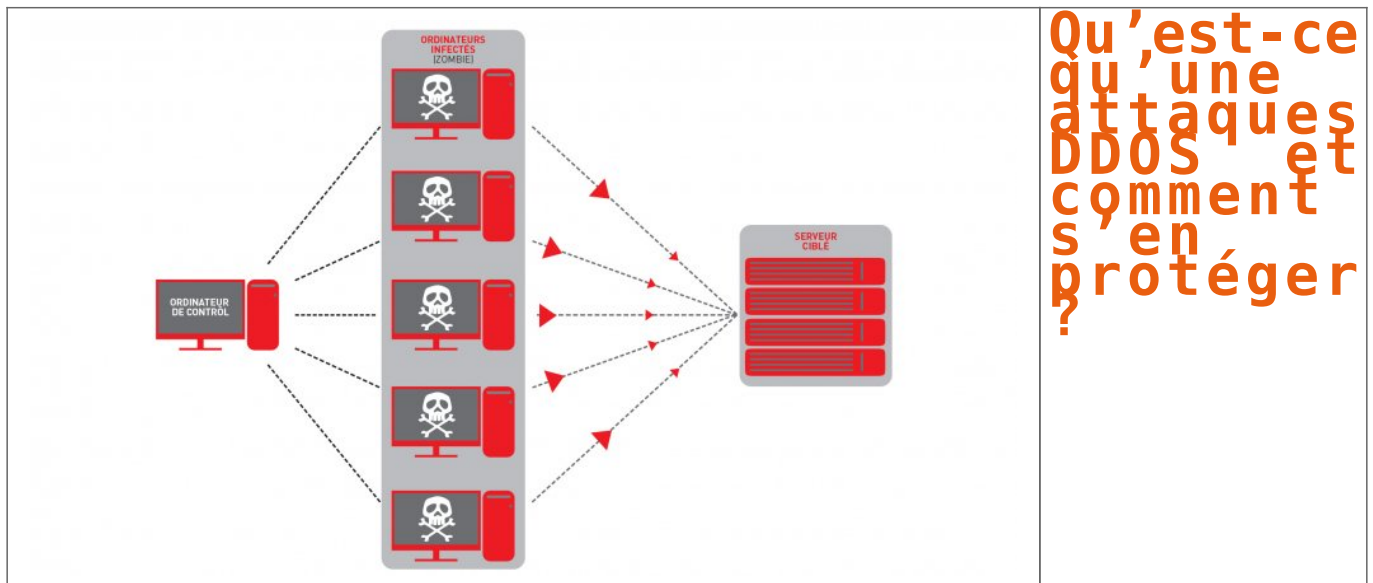 ORDINATEURS
INFECTÉS
(ZOMBIE)
ORDINATEUR
DE CONTRÔL
SERVEUR
CIBLÉ
Qu’est-ce
qu’une
attaques
DDOS et
comment
s’en
protéger
?